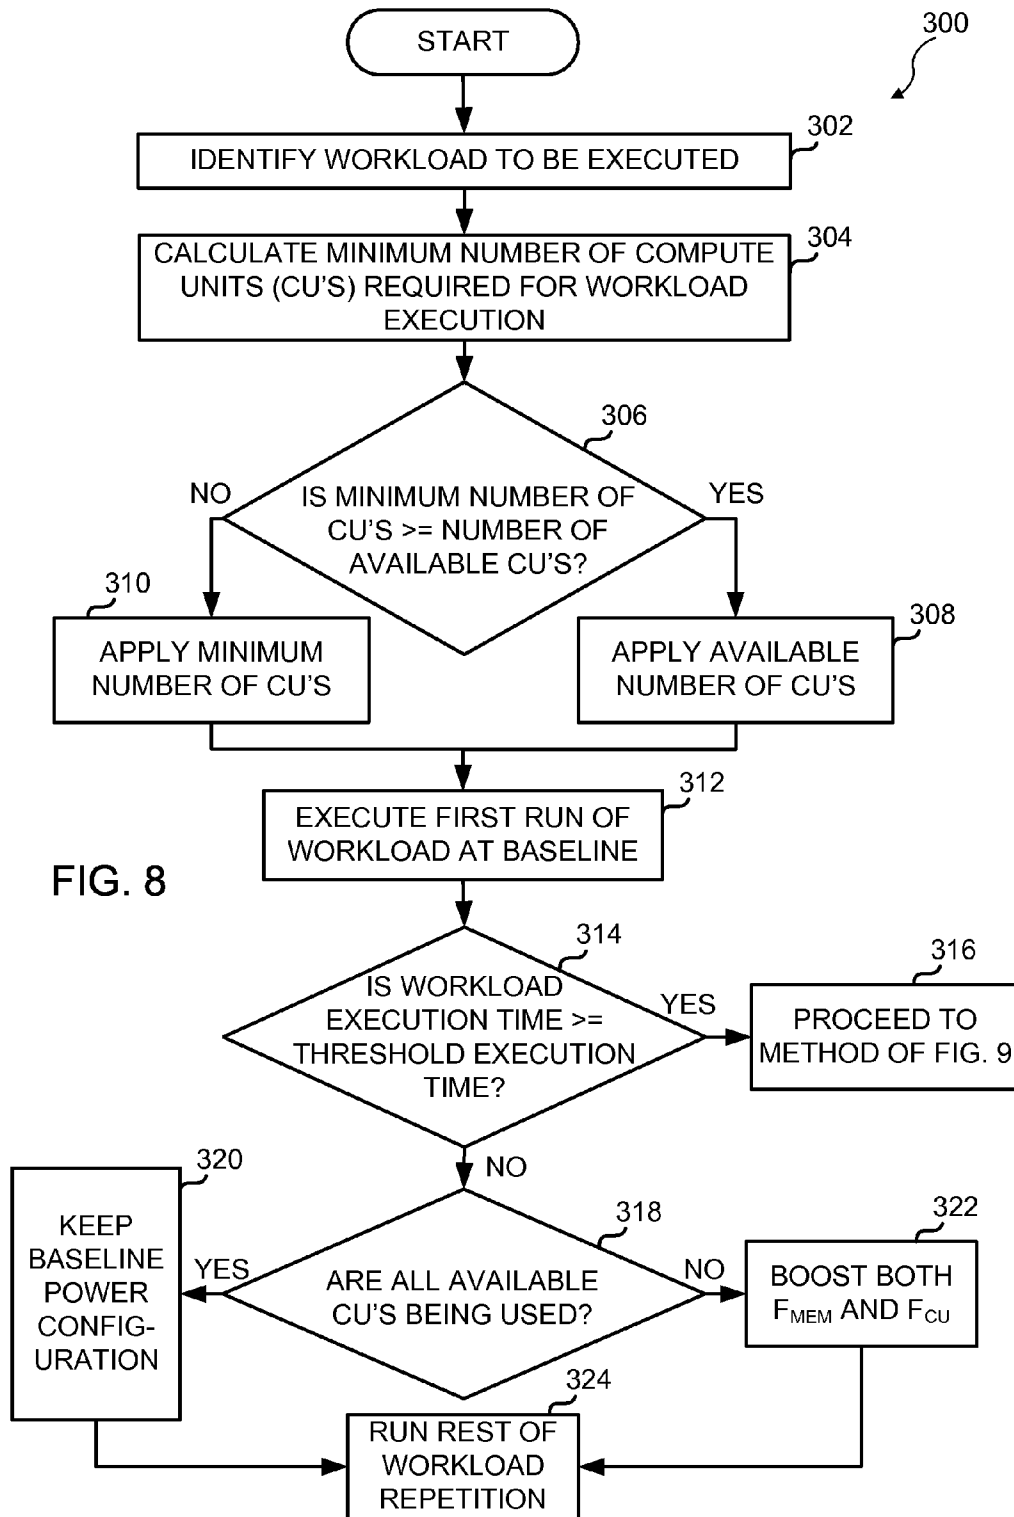 START
300
302
IDENTIFY WORKLOAD TO BE EXECUTED
304
CALCULATE MINIMUM NUMBER OF COMPUTE
UNITS (CU'S) REQUIRED FOR WORKLOAD
EXECUTION
306
NO
YES
IS MINIMUM NUMBER OF
CU'S >= NUMBER OF
AVAILABLE CU'S?
310
APPLY MINIMUM
NUMBER OF CU'S
308
APPLY AVAILABLE
NUMBER OF CU'S
312
EXECUTE FIRST RUN OF
WORKLOAD AT BASELINE
FIG. 8
314
IS WORKLOAD
EXECUTION TIME >=
THRESHOLD EXECUTION
TIME?
YES
316
PROCEED TO
METHOD OF FIG. 9
NO
318
ARE ALL AVAILABLE
CU'S BEING USED?
YES
NO
320
KEEP
BASELINE
POWER
CONFIG-
URATION
322
BOOST BOTH
FMEM AND FCU
324
RUN REST OF
WORKLOAD
REPETITION